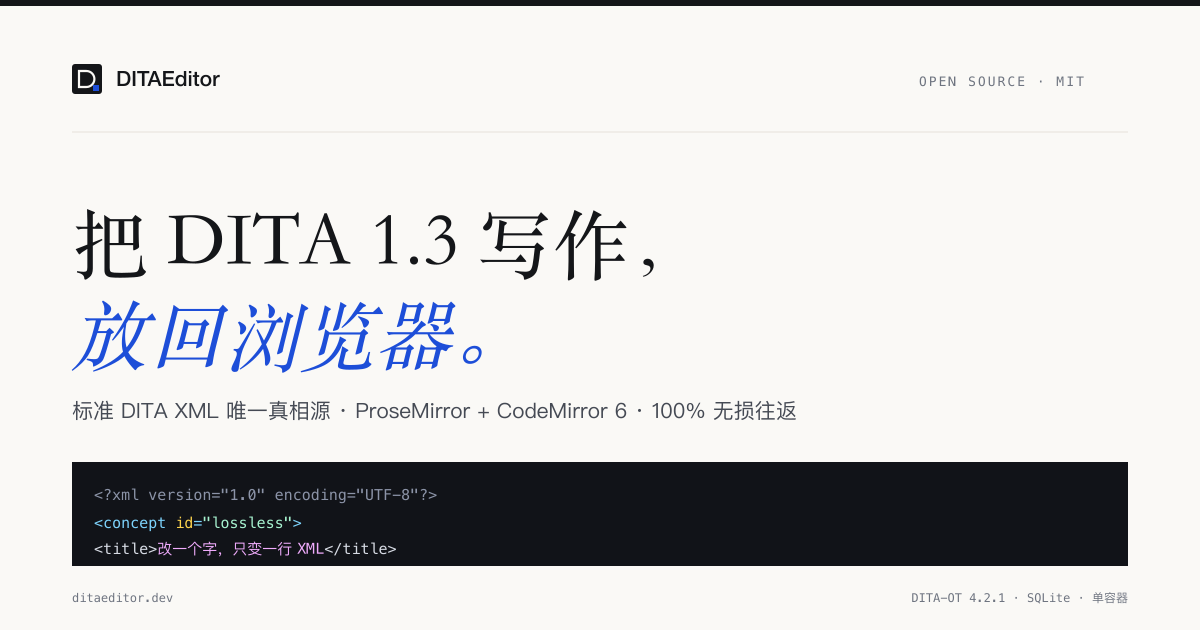 DITAEditor
OPEN SOURCE · MIT
把 DITA 1.3 写作，
放回浏览器。
标准 DITA XML 唯一真相源 · ProseMirror + CodeMirror 6 · 100% 无损往返
<?xml version="1.0" encoding="UTF-8"?>
<concept id="lossless">
<title>改一个字，只变一行 XML</title>
ditaeditor.dev
DITA-OT 4.2.1 · SQLite · 单容器